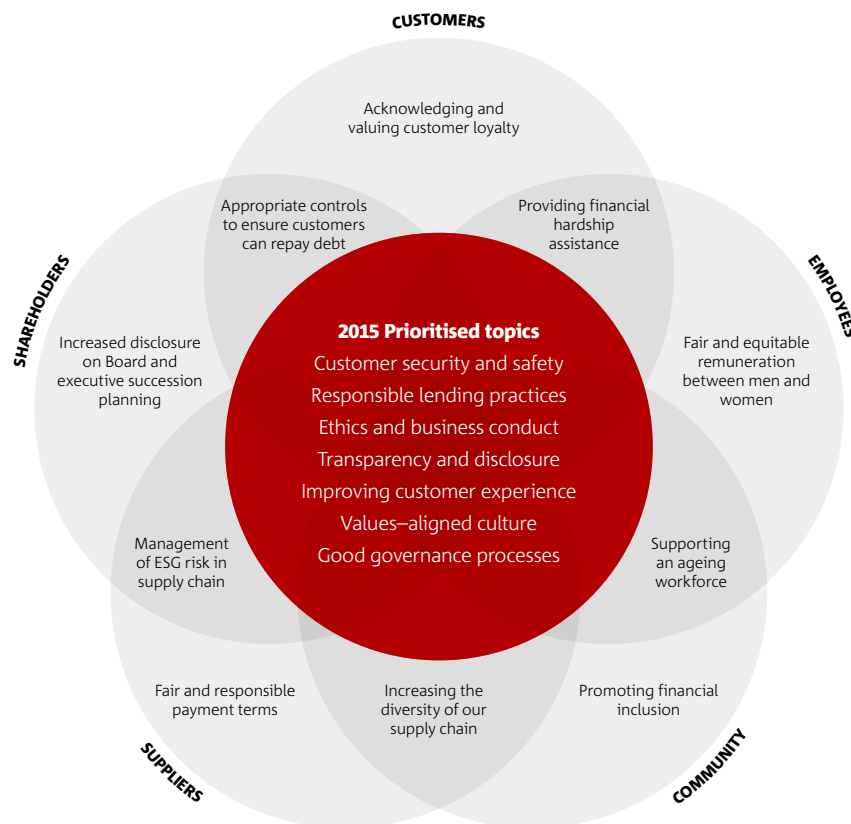 CUSTOMERS
Acknowledging and
valuing customer loyalty
Appropriate controls
to ensure customers
can repay debt
Providing financial
hardship
assistance
SHAREHOLDERS
EMPLOYEES
Increased disclosure
on Board and
executive succession
planning
2015 Prioritised topics
Customer security and safety
Responsible lending practices
Ethics and business conduct
Transparency and disclosure
Improving customer experience
Values–aligned culture
Good governance processes
Fair and equitable
remuneration
between men and
women
Management
of ESG risk in
supply chain
Supporting
an ageing
workforce
Fair and responsible
payment terms
Increasing the
diversity of our
supply chain
Promoting financial
inclusion
SUPPLIERS
COMMUNITY